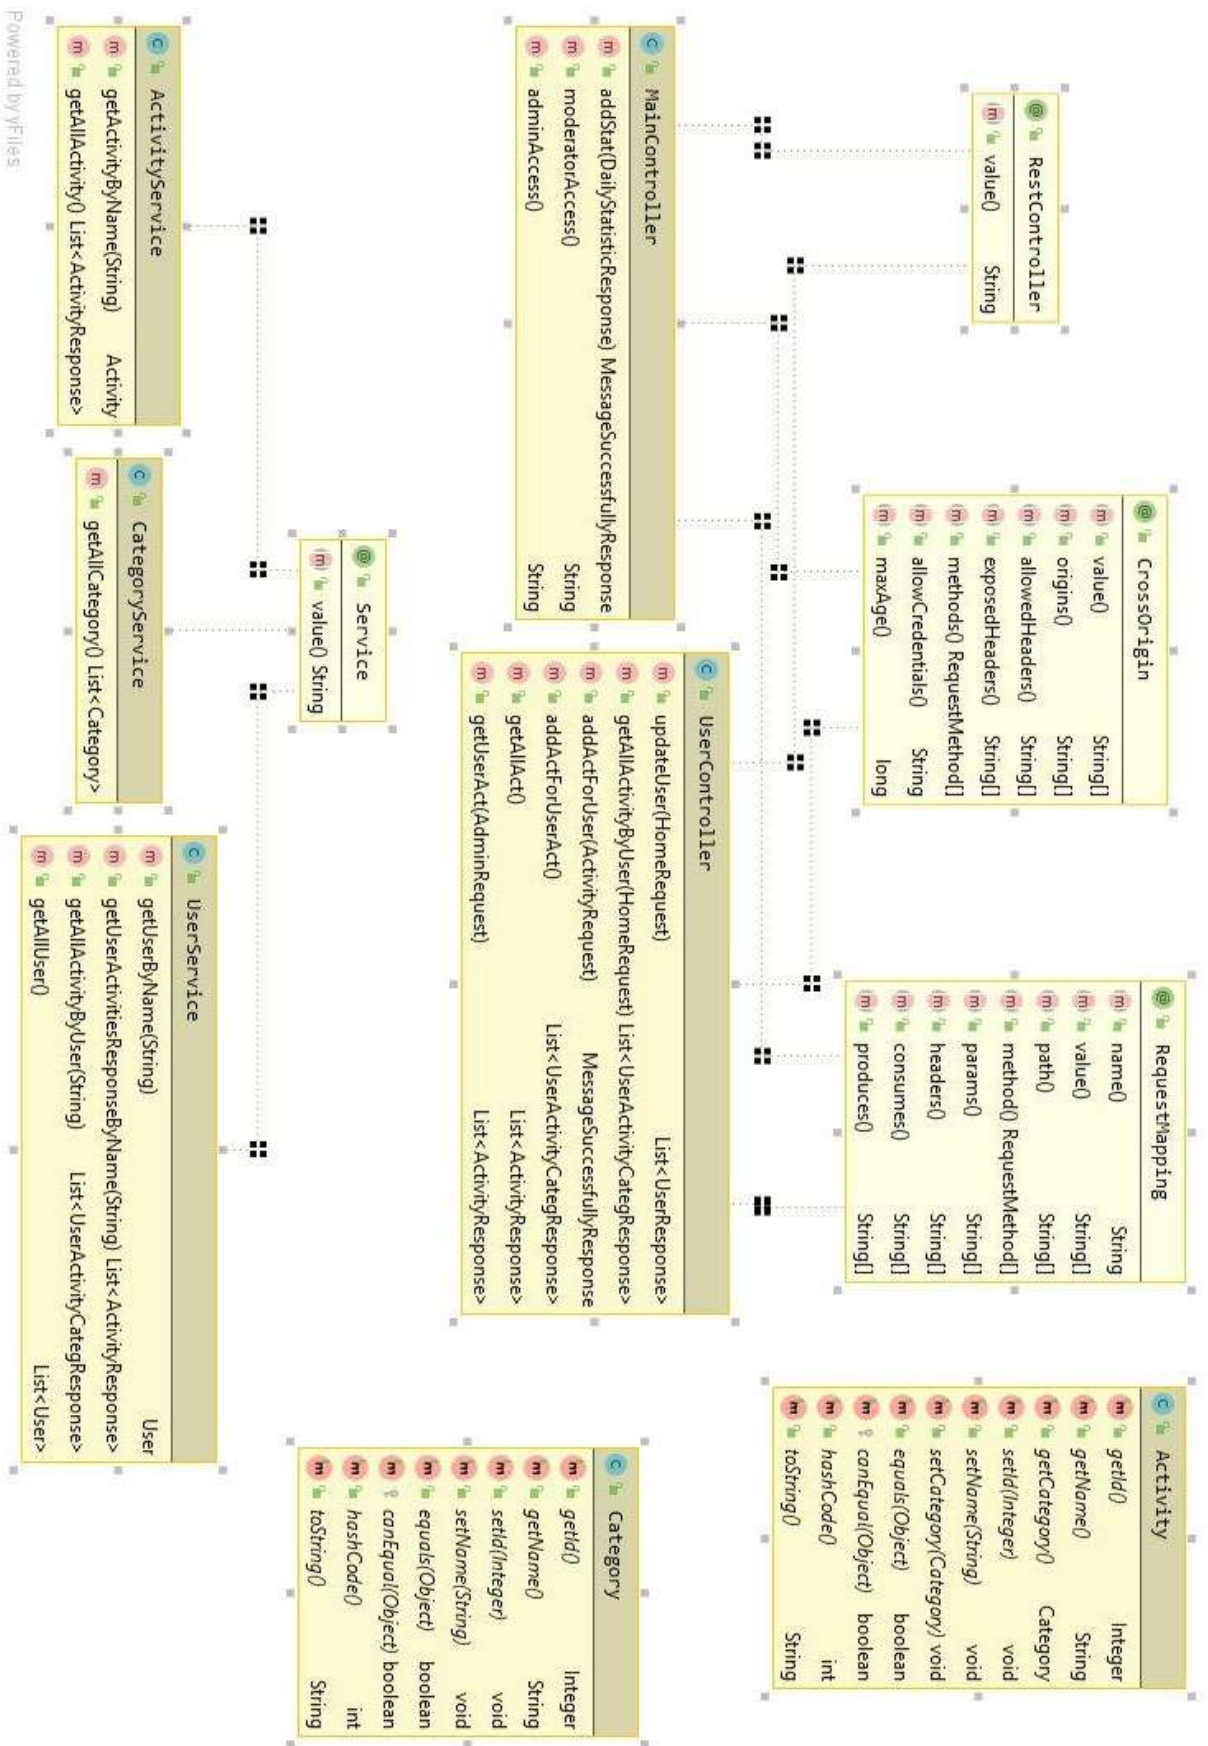 RestController
value() String
CrossOrigin
value() String[]
origins() String[]
allowedHeaders() String[]
exposedHeaders() String[]
methods() RequestMethod[]
allowCredentials() String
maxAge() long
RequestMapping
name() String
value() String[]
path() String[]
method() RequestMethod[]
params() String[]
headers() String[]
consumes() String[]
produces() String[]
Activity
getId() Integer
getName() String
getCategory() Category
setId(Integer) void
setName(String) void
setCategory(Category) void
equals(Object) boolean
canEqual(Object) boolean
hashCode() int
toString() String
MainController
addStat(DailyStatisticResponse) MessageSuccessfullyResponse
moderatorAccess() String
adminAccess() String
UserController
updateUser(HomeRequest) List<UserResponse>
getAllActivityByUser(HomeRequest) List<UserActivityCategResponse>
addActForUser(ActivityRequest) MessageSuccessfullyResponse
addActForUserAct() List<UserActivityCategResponse>
getAllAct() List<ActivityResponse>
getUserAct(AdminRequest) List<ActivityResponse>
Category
getId() Integer
getName() String
setId(Integer) void
setName(String) void
equals(Object) boolean
canEqual(Object) boolean
hashCode() int
toString() String
Service
value() String
ActivityService
getActivityByName(String) Activity
getAllActivity() List<ActivityResponse>
CategoryService
getAllCategory() List<Category>
UserService
getUserByName(String) User
getUserActivitiesResponseByName(String) List<ActivityResponse>
getAllActivityByUser(String) List<UserActivityCategResponse>
getAllUser() List<User>
Powered by yFiles